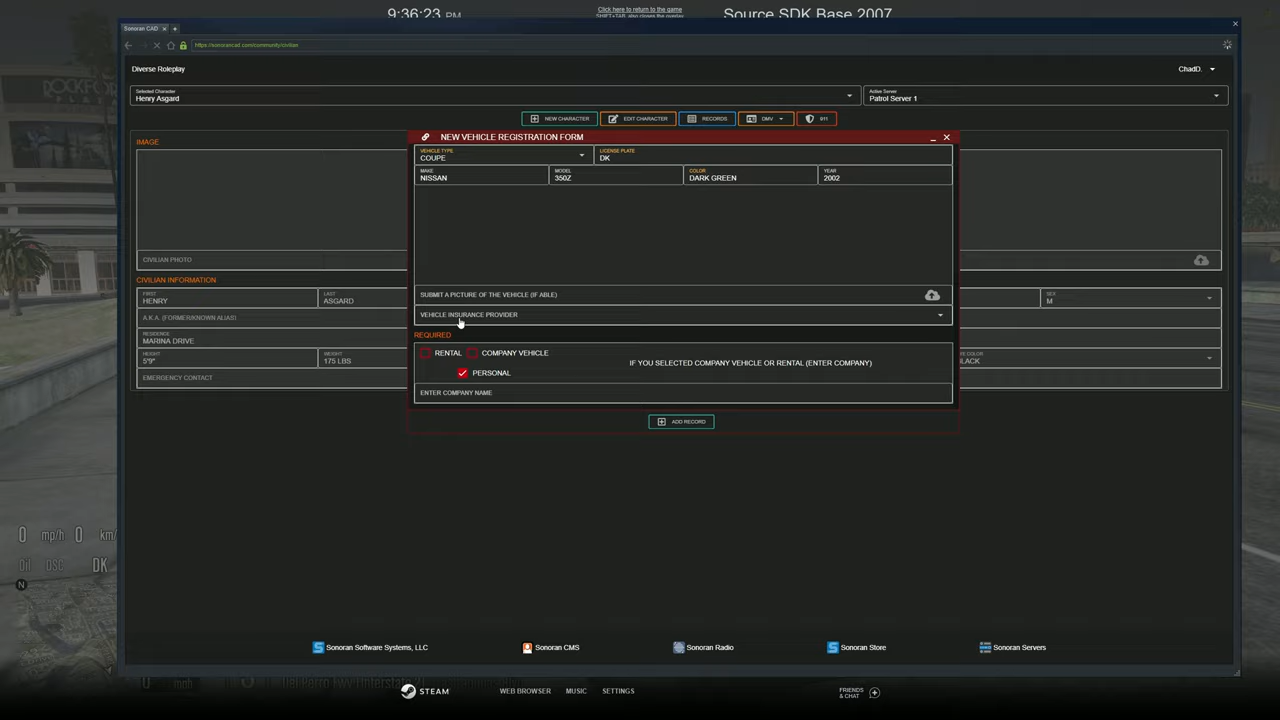 9:36:23 PM
Click here to return to the game
SHIFT+TAB also closes the overlay
Source SDK Base 2007
Sonoran CAD
https://sonorancad.com/community/civilian
Diverse Roleplay
ChadD.
Selected Character
Henry Asgard
Active Server
Patrol Server 1
NEW CHARACTER
EDIT CHARACTER
RECORDS
DMV
911
NEW VEHICLE REGISTRATION FORM
IMAGE
VEHICLE TYPE
COUPE
LICENSE PLATE
DK
MAKE
NISSAN
MODEL
350Z
COLOR
DARK GREEN
YEAR
2002
CIVILIAN PHOTO
CIVILIAN INFORMATION
FIRST
HENRY
LAST
ASGARD
SEX
M
A.K.A. (FORMER/KNOWN ALIAS)
RESIDENCE
MARINA DRIVE
HEIGHT
5'9"
WEIGHT
175 LBS
BLACK
EMERGENCY CONTACT
SUBMIT A PICTURE OF THE VEHICLE (IF ABLE)
VEHICLE INSURANCE PROVIDER
REQUIRED
RENTAL
COMPANY VEHICLE
PERSONAL
IF YOU SELECTED COMPANY VEHICLE OR RENTAL (ENTER COMPANY)
ENTER COMPANY NAME
ADD RECORD
0 mp/h 0 km/
DK
N
Sonoran Software Systems, LLC
Sonoran CMS
Sonoran Radio
Sonoran Store
Sonoran Servers
STEAM
WEB BROWSER
MUSIC
SETTINGS
FRIENDS
& CHAT